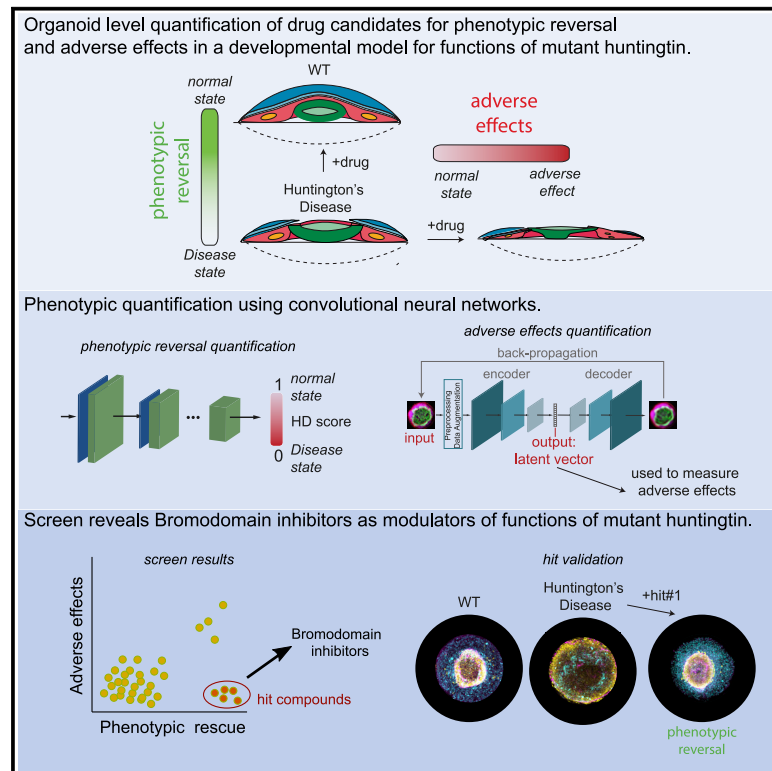 Organoid level quantification of drug candidates for phenotypic reversal
and adverse effects in a developmental model for functions of mutant huntingtin.
WT
normal
state
phenotypic
reversal
Disease state
+drug
Huntington's
Disease
adverse
effects
normal
state
adverse
effect
+drug
Phenotypic quantification using convolutional neural networks.
phenotypic reversal quantification
1 normal
state
HD score
0 Disease
state
adverse effects quantification
back-propagation
encoder
decoder
input
Preprocessing
Data Augmentation
output:
latent vector
used to measure
adverse effects
Screen reveals Bromodomain inhibitors as modulators of functions of mutant huntingtin.
screen results
Adverse effects
Phenotypic rescue
Bromodomain
inhibitors
hit compounds
hit validation
WT
Huntington's
Disease
+hit#1
phenotypic
reversal